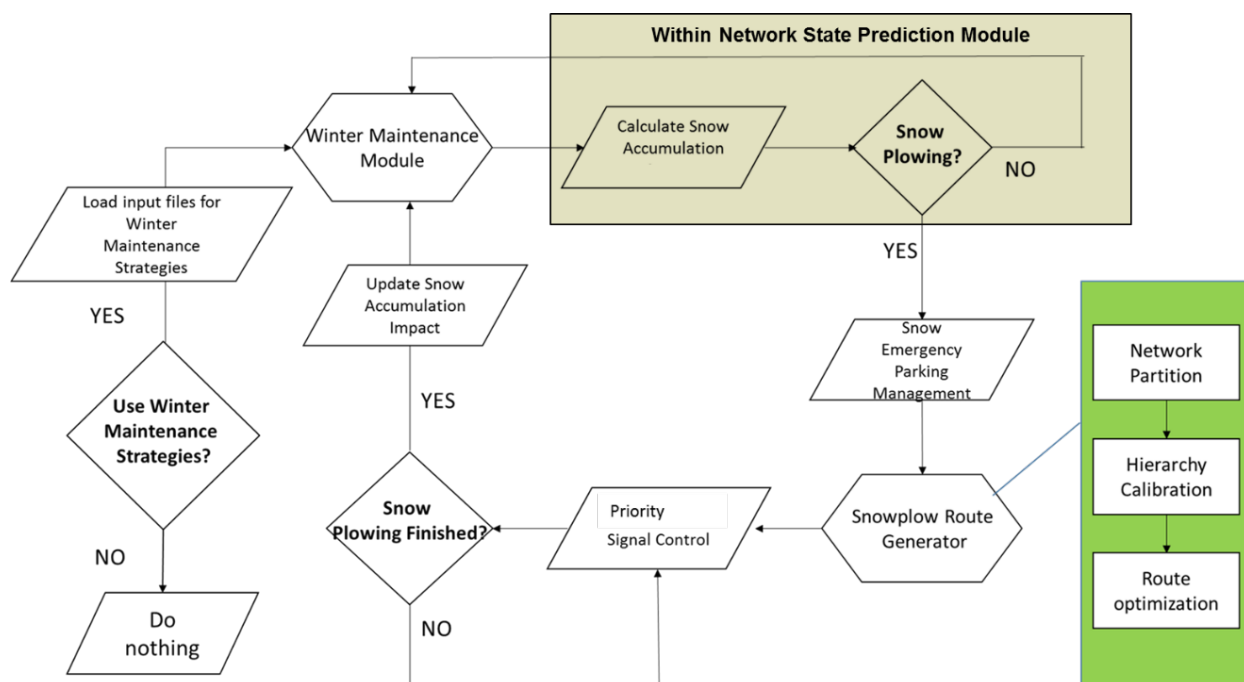 Within Network State Prediction Module
Winter Maintenance
Module
Calculate Snow
Accumulation
Snow
Plowing?
NO
YES
Load input files for
Winter
Maintenance
Strategies
YES
Use Winter
Maintenance
Strategies?
NO
Do
nothing
Update Snow
Accumulation
Impact
YES
Snow
Plowing Finished?
NO
Priority
Signal Control
Snow
Emergency
Parking
Management
Snowplow Route
Generator
Network
Partition
Hierarchy
Calibration
Route
optimization